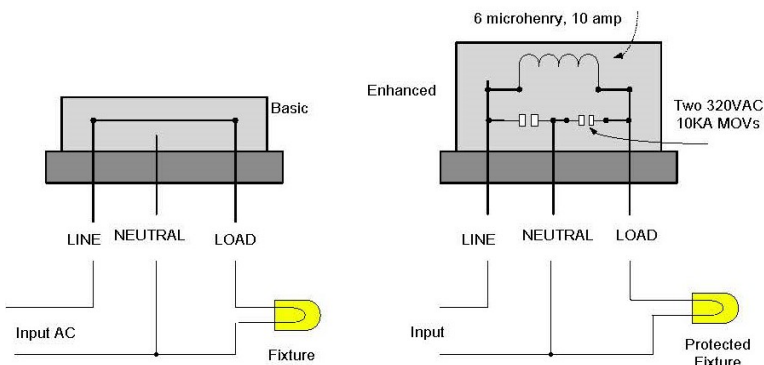 6 microhenry, 10 amp
Basic
Enhanced
Two 320VAC
10KA MOVs
LINE NEUTRAL LOAD
LINE NEUTRAL LOAD
Input AC
Fixture
Input
Protected
Fixture